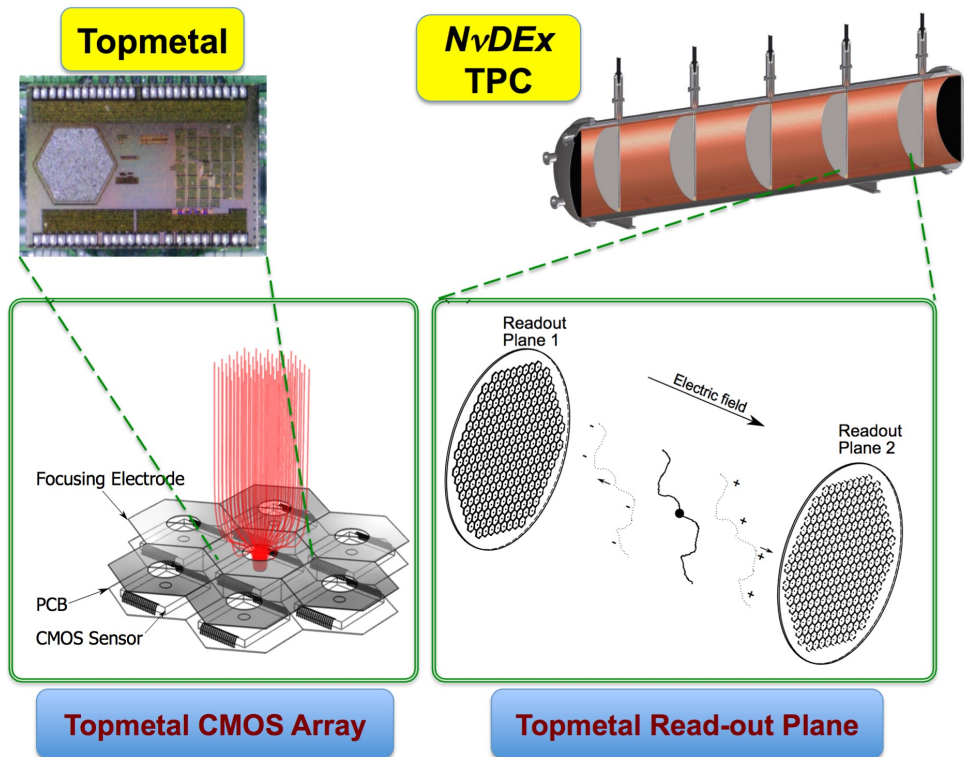 Topmetal
NνDEx
TPC
Focusing Electrode
PCB
CMOS Sensor
Readout
Plane 1
Electric field
Readout
Plane 2
-
-
-
-
+
+
+
+
Topmetal CMOS Array
Topmetal Read-out Plane